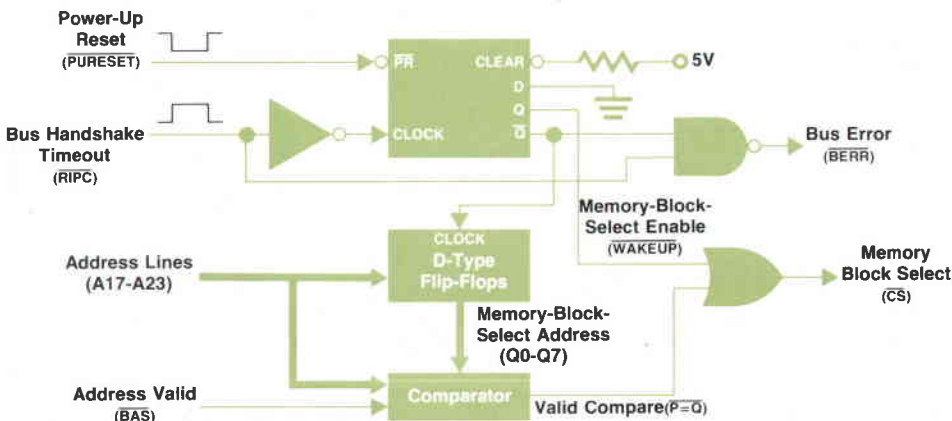 Power-Up
Reset
(PURESET)
PR
CLEAR
5V
D
Q
Q
CLOCK
Bus Handshake
Timeout
(RIPC)
Bus Error
(BERR)
Memory-Block-
Select Enable
(WAKEUP)
CLOCK
D-Type
Flip-Flops
Address Lines
(A17-A23)
Memory
Block Select
(CS)
Memory-Block-
Select Address
(Q0-Q7)
Address Valid
(BAS)
Comparator
Valid Compare(P=Q)